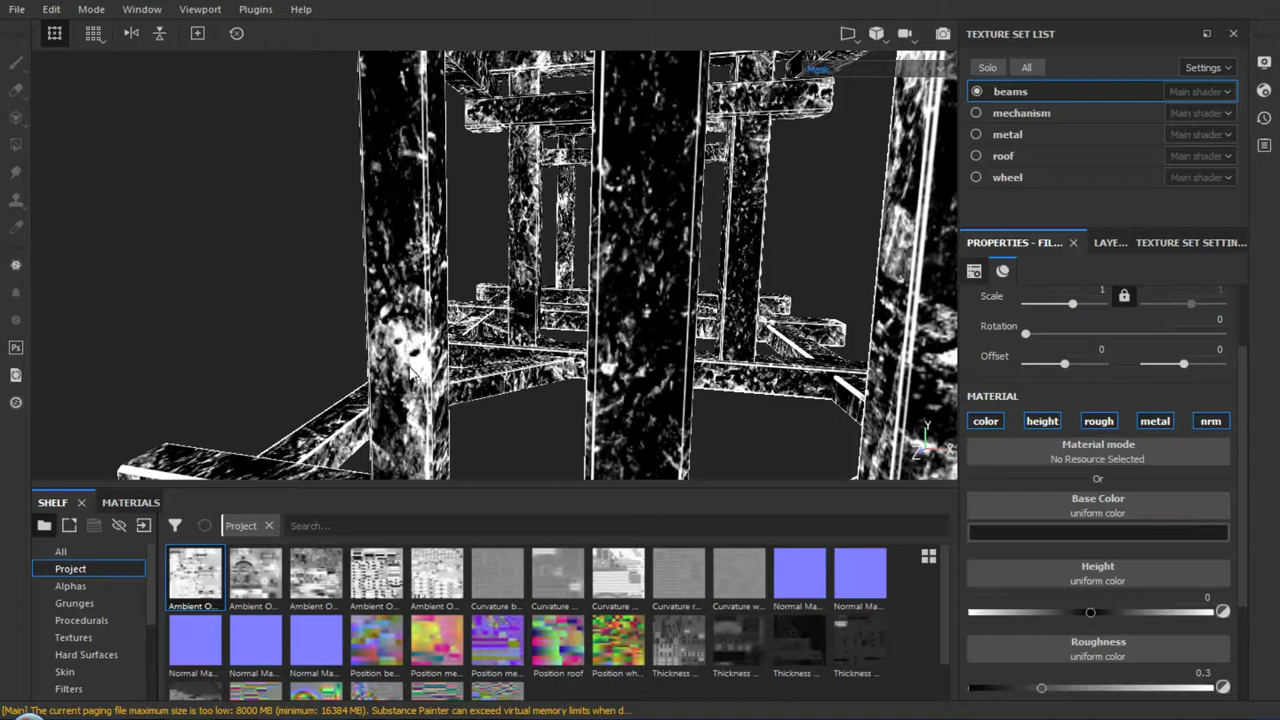 File Edit Mode Window Viewport Plugins Help
Mask
Y
TEXTURE SET LIST
Solo All Settings
beams Main shader
mechanism Main shader
metal Main shader
roof Main shader
wheel Main shader
PROPERTIES - FIL... LAYE... TEXTURE SET SETTIN...
Scale 1 1
Rotation 0
Offset 0 0
MATERIAL
color height rough metal nrm
Material mode
No Resource Selected
Or
Base Color
uniform color
Height
uniform color
0
Roughness
uniform color
0.3
SHELF MATERIALS
Project Search...
All
Project
Alphas
Grunges
Procedurals
Textures
Hard Surfaces
Skin
Filters
Ambient O... Ambient O... Ambient O... Ambient O... Ambient O... Curvature b... Curvature ... Curvature ... Curvature r... Curvature w... Normal Ma... Normal Ma...
Normal Ma... Normal Ma... Normal Ma... Position be... Position me... Position me... Position roof Position wh... Thickness ... Thickness ... Thickness ... Thickness ...
Ps
[Main] The current paging file maximum size is too low: 8000 MB (minimum: 16384 MB). Substance Painter can exceed virtual memory limits when d...